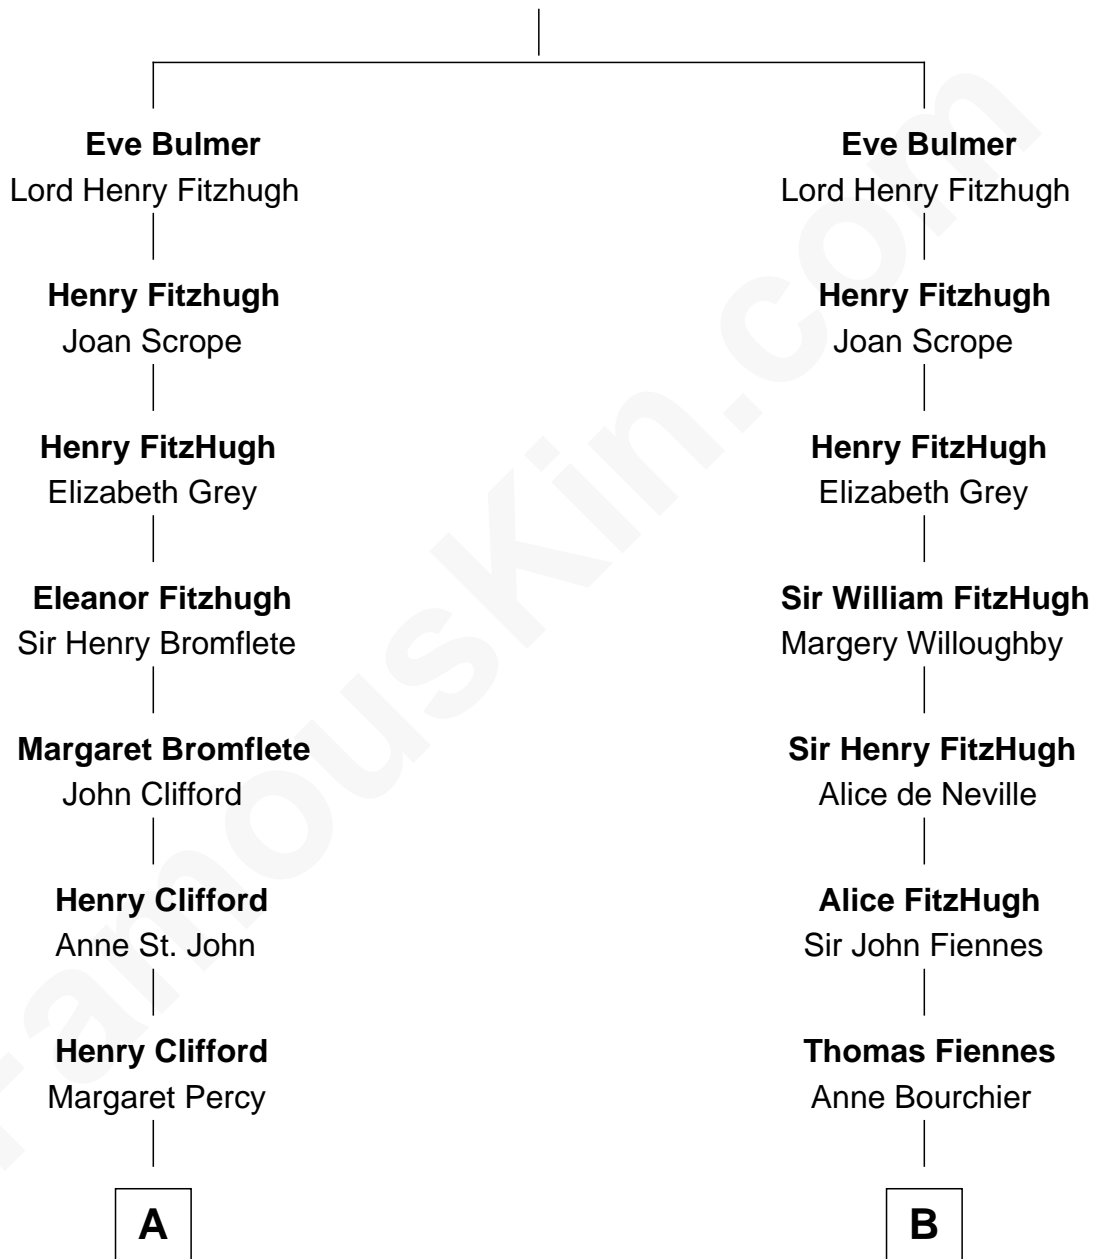 Eve Bulmer
Lord Henry Fitzhugh
Henry Fitzhugh
Joan Scrope
Henry FitzHugh
Elizabeth Grey
Eleanor Fitzhugh
Sir Henry Bromflete
Margaret Bromflete
John Clifford
Henry Clifford
Anne St. John
Henry Clifford
Margaret Percy
A
Eve Bulmer
Lord Henry Fitzhugh
Henry Fitzhugh
Joan Scrope
Henry FitzHugh
Elizabeth Grey
Sir William FitzHugh
Margery Willoughby
Sir Henry FitzHugh
Alice de Neville
Alice FitzHugh
Sir John Fiennes
Thomas Fiennes
Anne Bourchier
B
FamousKin.com